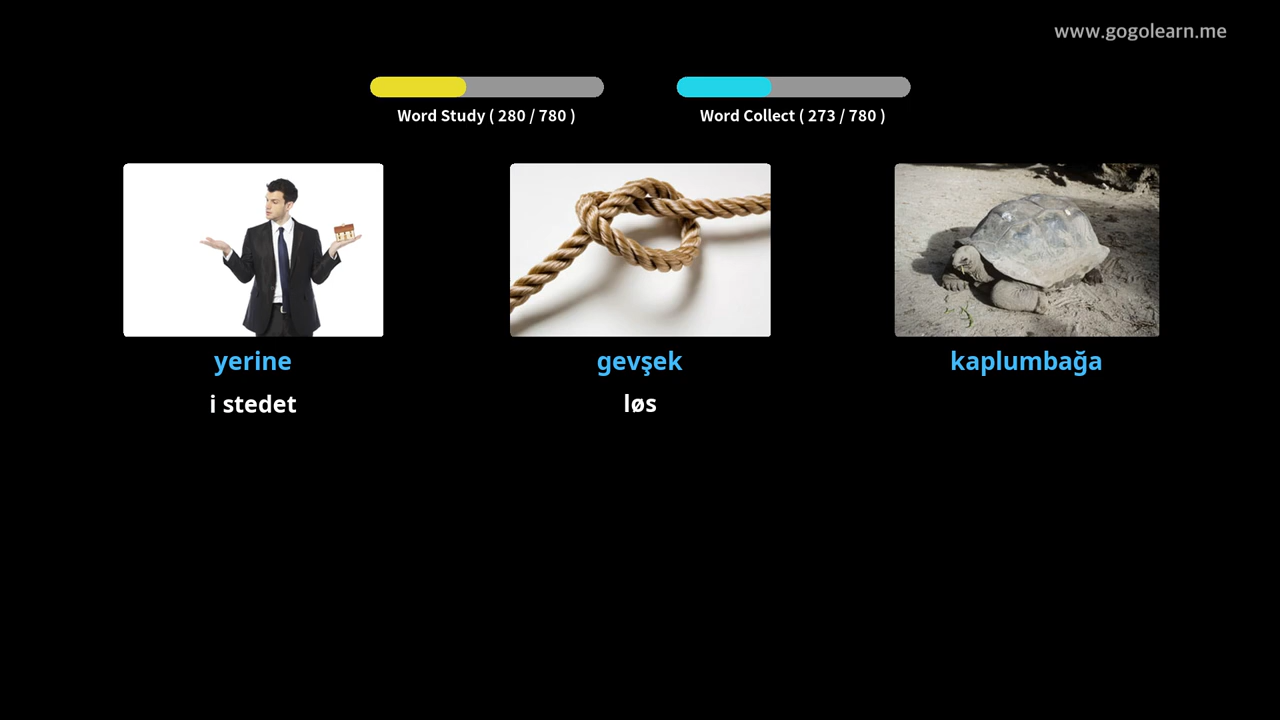 www.gogolearn.me
Word Study ( 280 / 780 )
Word Collect ( 273 / 780 )
yerine
gevşek
kaplumbağa
i stedet
løs